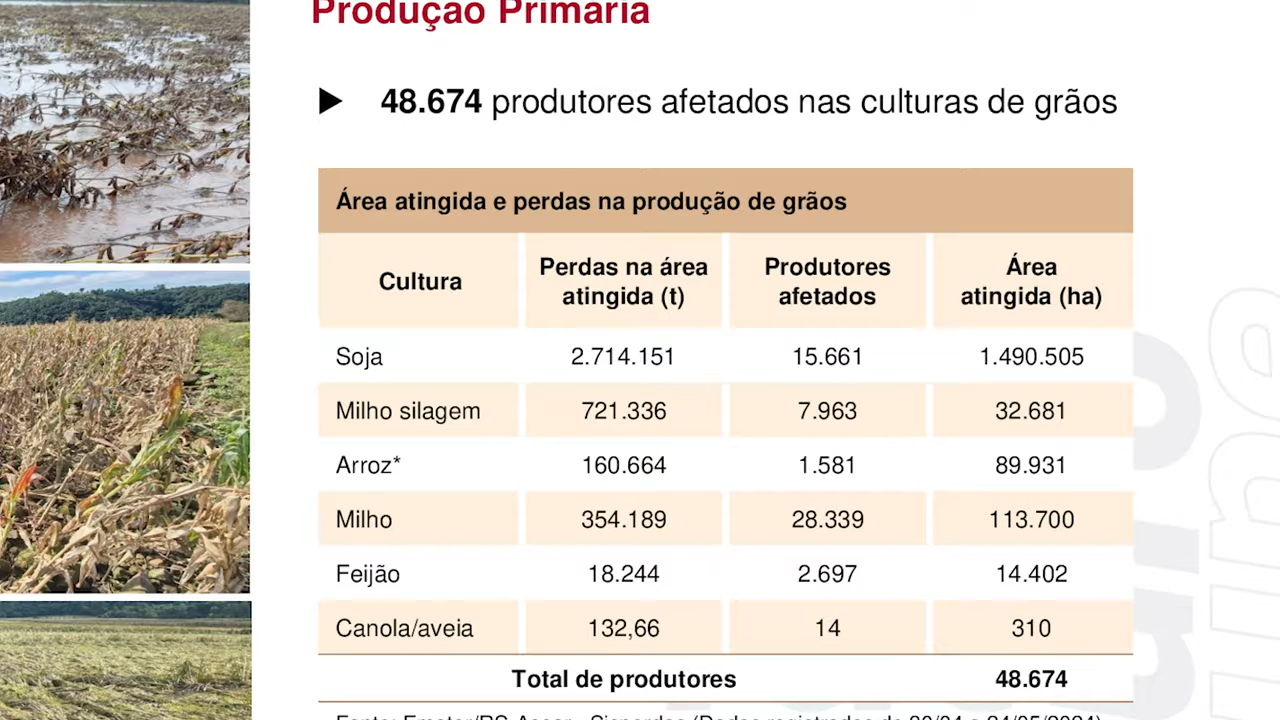 Produção Primária
► 48.674 produtores afetados nas culturas de grãos
Área atingida e perdas na produção de grãos
Cultura Perdas na área atingida (t) Produtores afetados Área atingida (ha)
Soja 2.714.151 15.661 1.490.505
Milho silagem 721.336 7.963 32.681
Arroz* 160.664 1.581 89.931
Milho 354.189 28.339 113.700
Feijão 18.244 2.697 14.402
Canola/aveia 132,66 14 310
Total de produtores 48.674